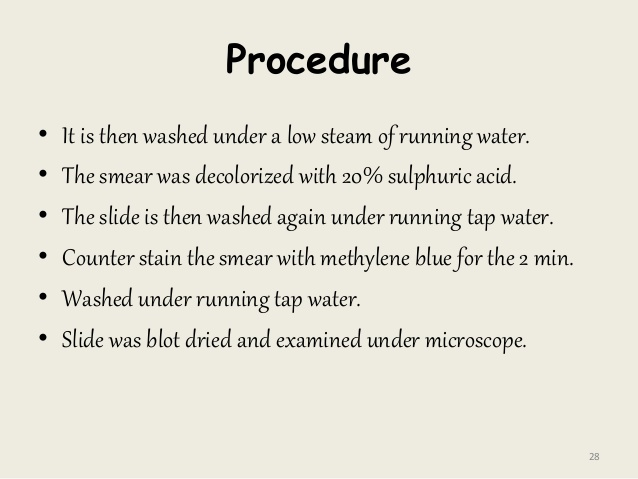 Procedure
• It is then washed under a low steam of running water.
• The smear was decolorized with 20% sulphuric acid.
• The slide is then washed again under running tap water.
• Counter stain the smear with methylene blue for the 2 min.
• Washed under running tap water.
• Slide was blot dried and examined under microscope.
28